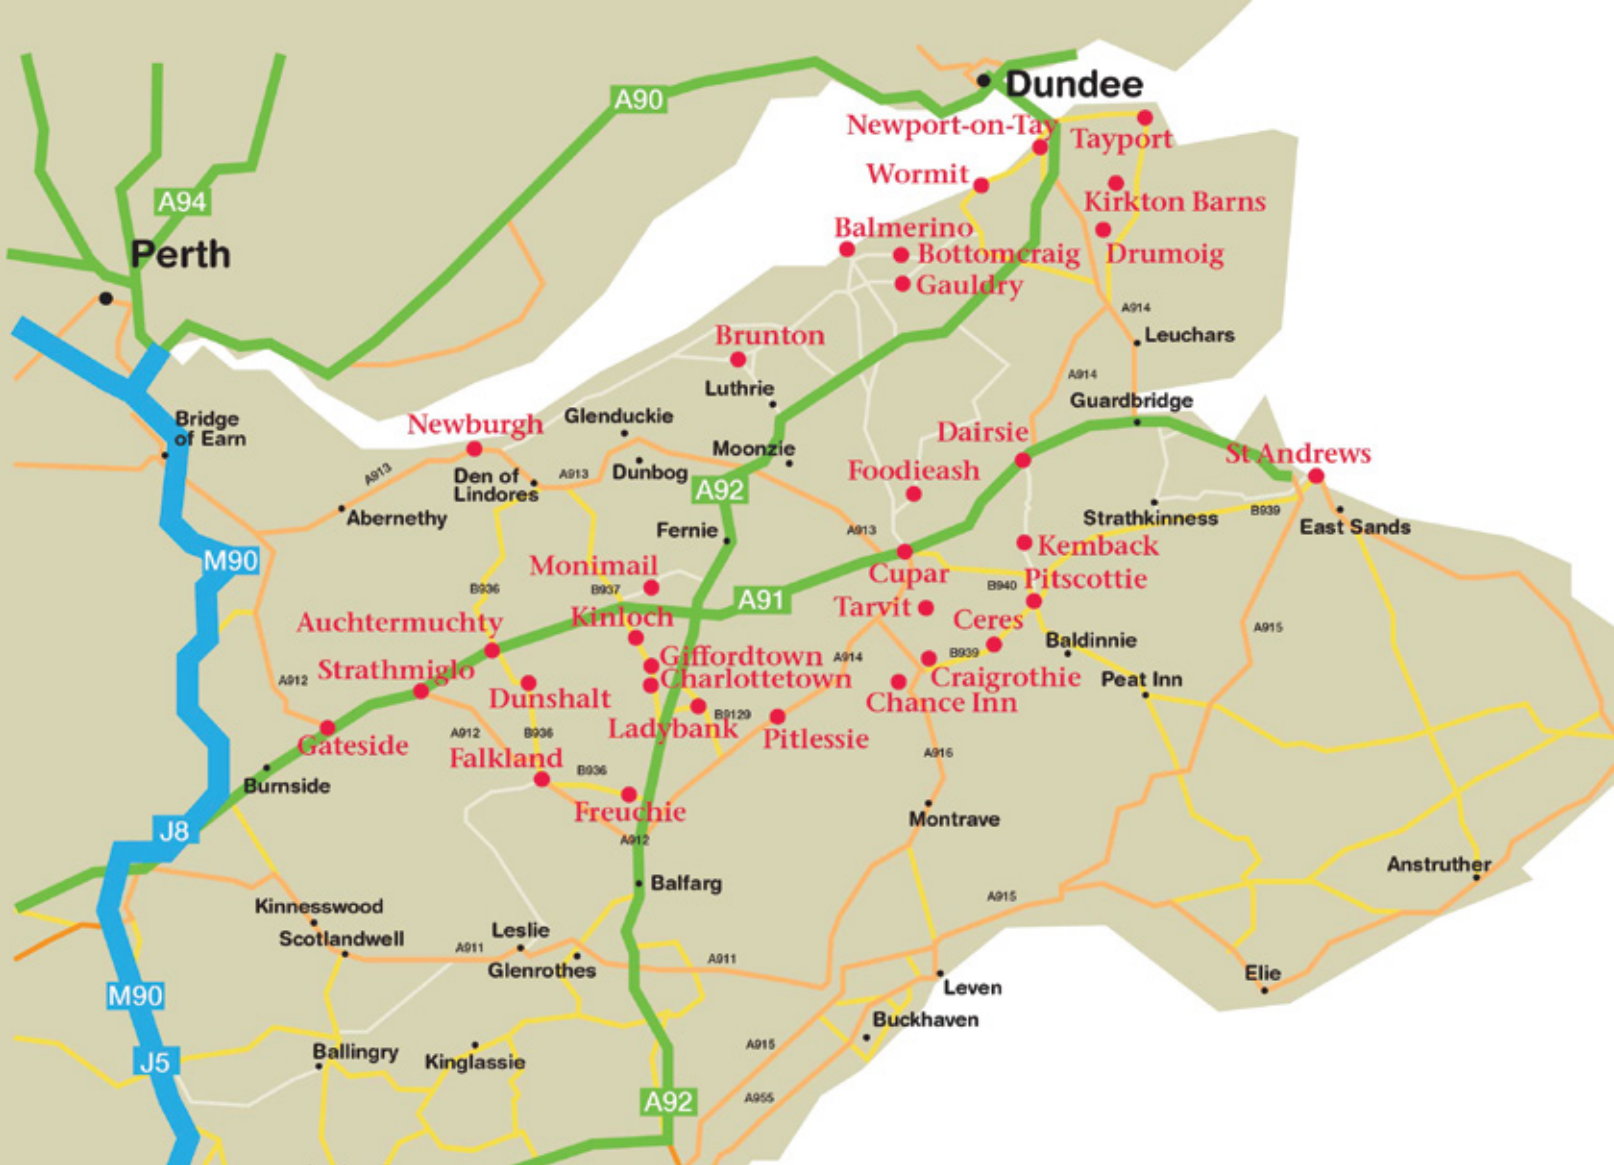 Dundee
A90
Newport-on-Tay
Tayport
Wormit
A94
Kirkton Barns
Balmerino
Perth
Bottomcraig
Drumoig
Gauldry
A914
Brunton
Leuchars
A914
Luthrie
Guardbridge
Bridge
of Earn
Newburgh
Glenduckie
Dairsie
Moonzie
St Andrews
A913
Den of
Lindores
A913
Dunbog
Foodieash
A92
Abernethy
Strathkinness
B939
East Sands
Fernie
A913
Kemback
M90
Monimail
Cupar
Pitscottie
B936
B937
A91
B940
Tarvit
Kinloch
Ceres
Auchtermuchty
A915
Baldinnie
Giffordtown
A914
B939
Strathmiglo
Charlottetown
Craigrothie
Peat Inn
A912
Dunshalt
Chance Inn
B9129
Ladybank
Pitlessie
Gateside
A912
B936
Falkland
A916
B936
Burnside
Freuchie
Montrave
J8
A912
Anstruther
Balfarg
A915
Kinnesswood
Leslie
Scotlandwell
A911
A911
Glenrothes
Elie
Leven
M90
Buckhaven
A915
Ballingry
J5
Kinglassie
A92
A955